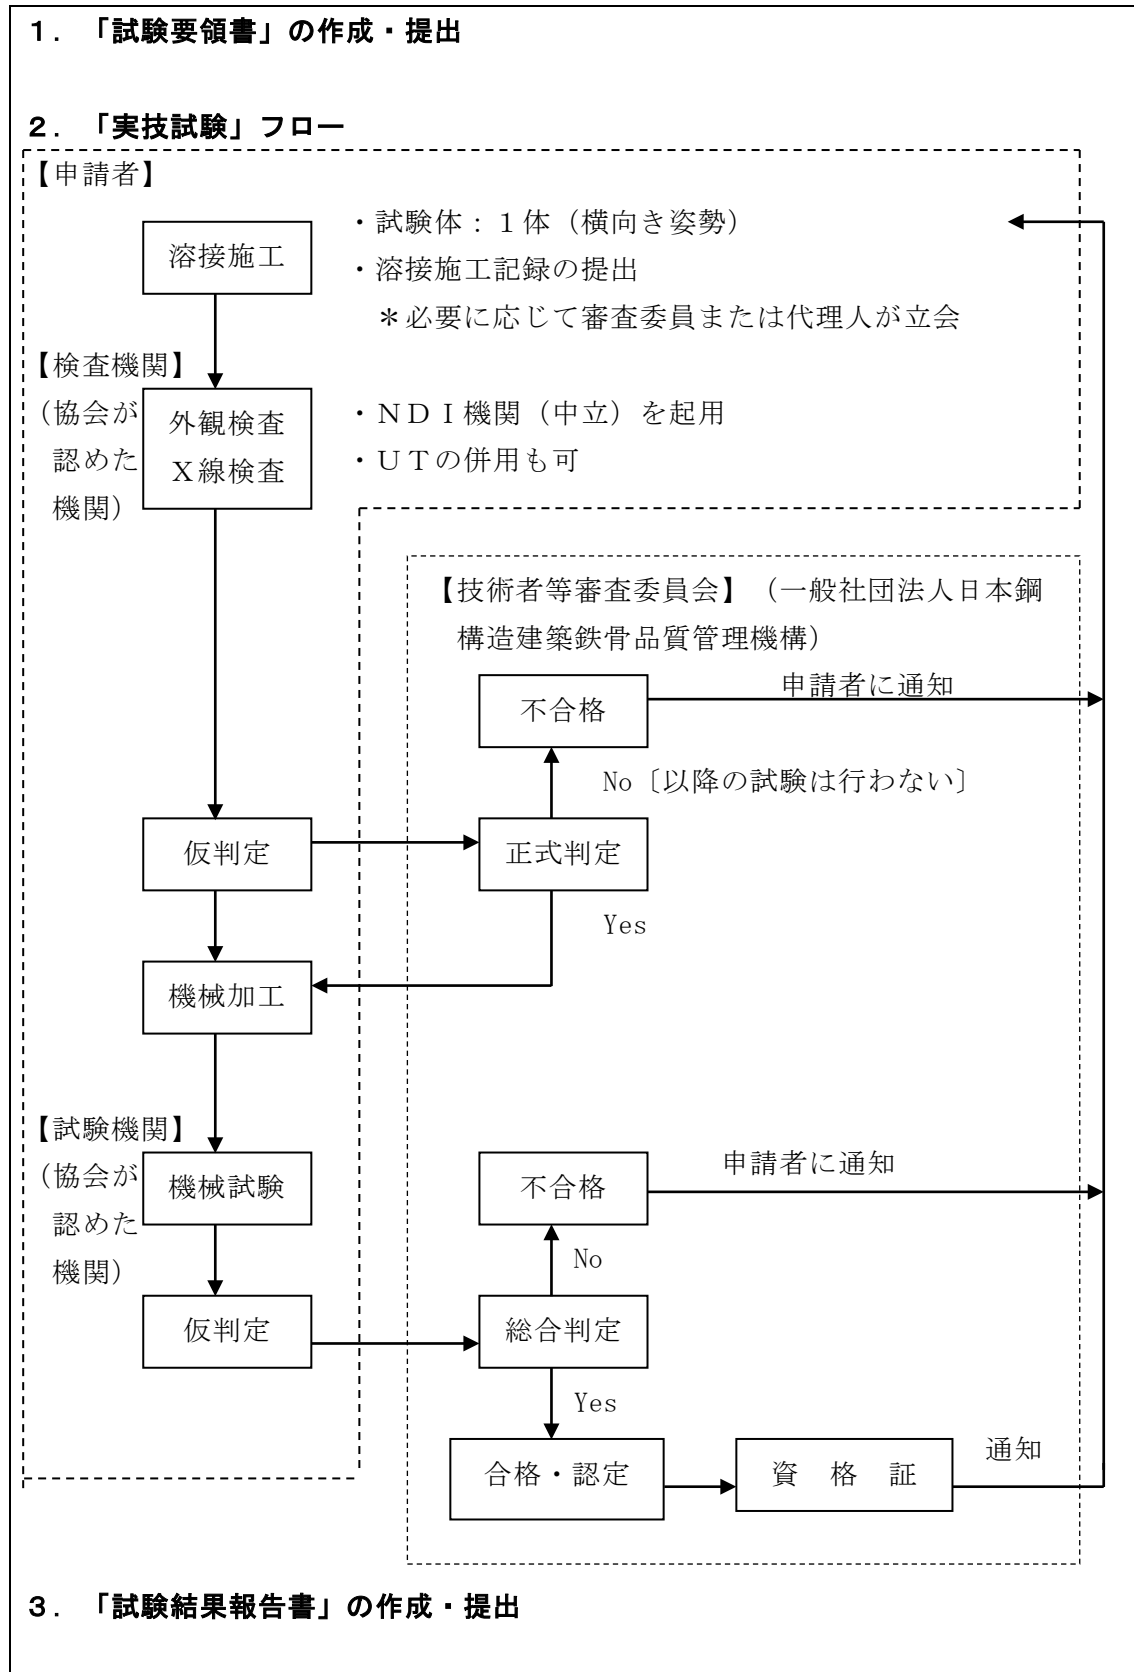 １．「試験要領書」の作成・提出
２．「実技試験」フロー
【申請者】
溶接施工
・試験体：１体（横向き姿勢）
・溶接施工記録の提出
＊必要に応じて審査委員または代理人が立会
【検査機関】
（協会が
認めた
機関）
外観検査
Ｘ線検査
・ＮＤＩ機関（中立）を起用
・ＵＴの併用も可
【技術者等審査委員会】（一般社団法人日本鋼
構造建築鉄骨品質管理機構）
不合格
申請者に通知
No〔以降の試験は行わない〕
仮判定
正式判定
Yes
機械加工
【試験機関】
（協会が
認めた
機関）
機械試験
不合格
申請者に通知
No
仮判定
総合判定
Yes
合格・認定
資　格　証
通知
３．「試験結果報告書」の作成・提出